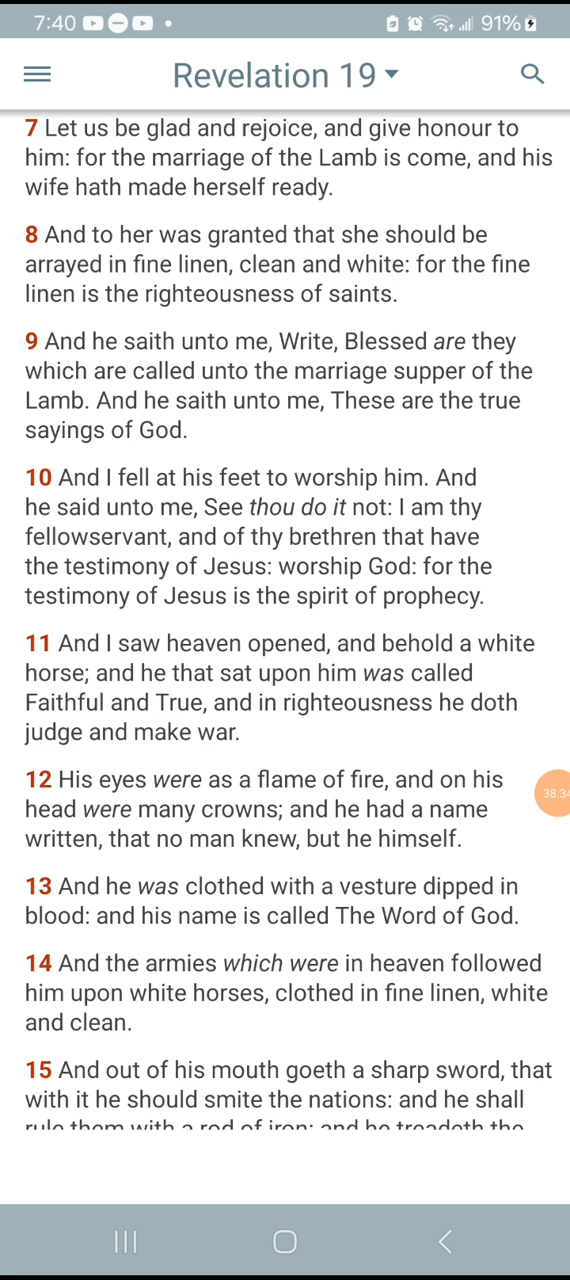 7:40 91%
Revelation 19
7 Let us be glad and rejoice, and give honour to
him: for the marriage of the Lamb is come, and his
wife hath made herself ready.
8 And to her was granted that she should be
arrayed in fine linen, clean and white: for the fine
linen is the righteousness of saints.
9 And he saith unto me, Write, Blessed are they
which are called unto the marriage supper of the
Lamb. And he saith unto me, These are the true
sayings of God.
10 And I fell at his feet to worship him. And
he said unto me, See thou do it not: I am thy
fellowservant, and of thy brethren that have
the testimony of Jesus: worship God: for the
testimony of Jesus is the spirit of prophecy.
11 And I saw heaven opened, and behold a white
horse; and he that sat upon him was called
Faithful and True, and in righteousness he doth
judge and make war.
12 His eyes were as a flame of fire, and on his
head were many crowns; and he had a name
written, that no man knew, but he himself.
38:34
13 And he was clothed with a vesture dipped in
blood: and his name is called The Word of God.
14 And the armies which were in heaven followed
him upon white horses, clothed in fine linen, white
and clean.
15 And out of his mouth goeth a sharp sword, that
with it he should smite the nations: and he shall
rule them with a rod of iron: and he treadeth the